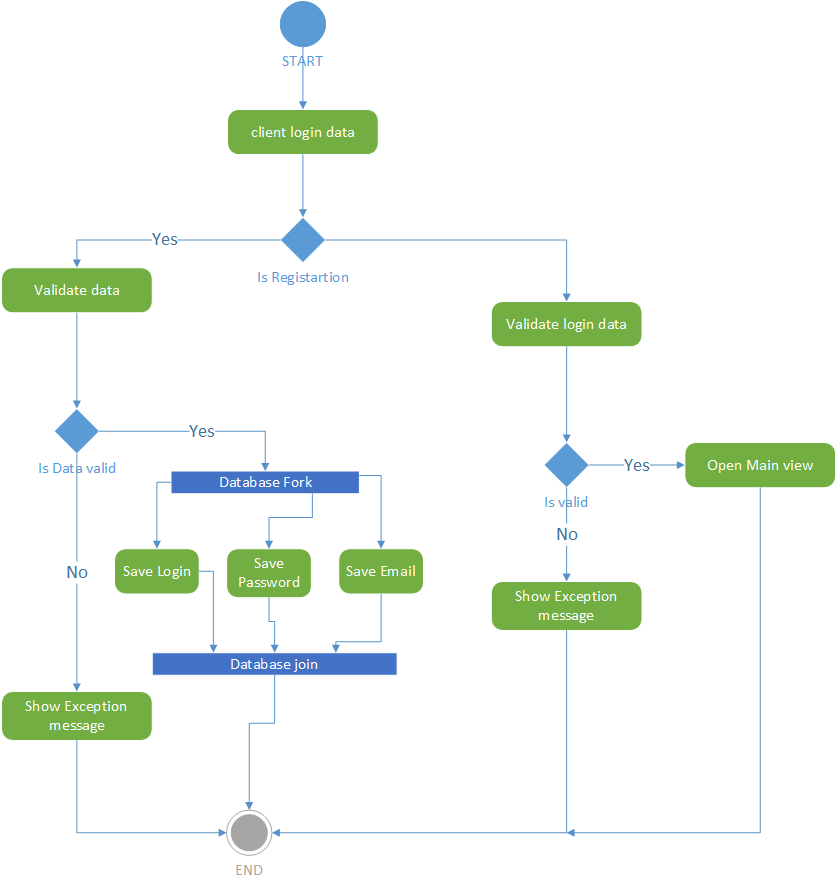 START
client login data
Yes
Is Registartion
Validate data
Validate login data
Yes
Is Data valid
Database Fork
Yes
Open Main view
Is valid
No
No
Save Login
Save
Password
Save Email
Show Exception
message
Database join
Show Exception
message
END